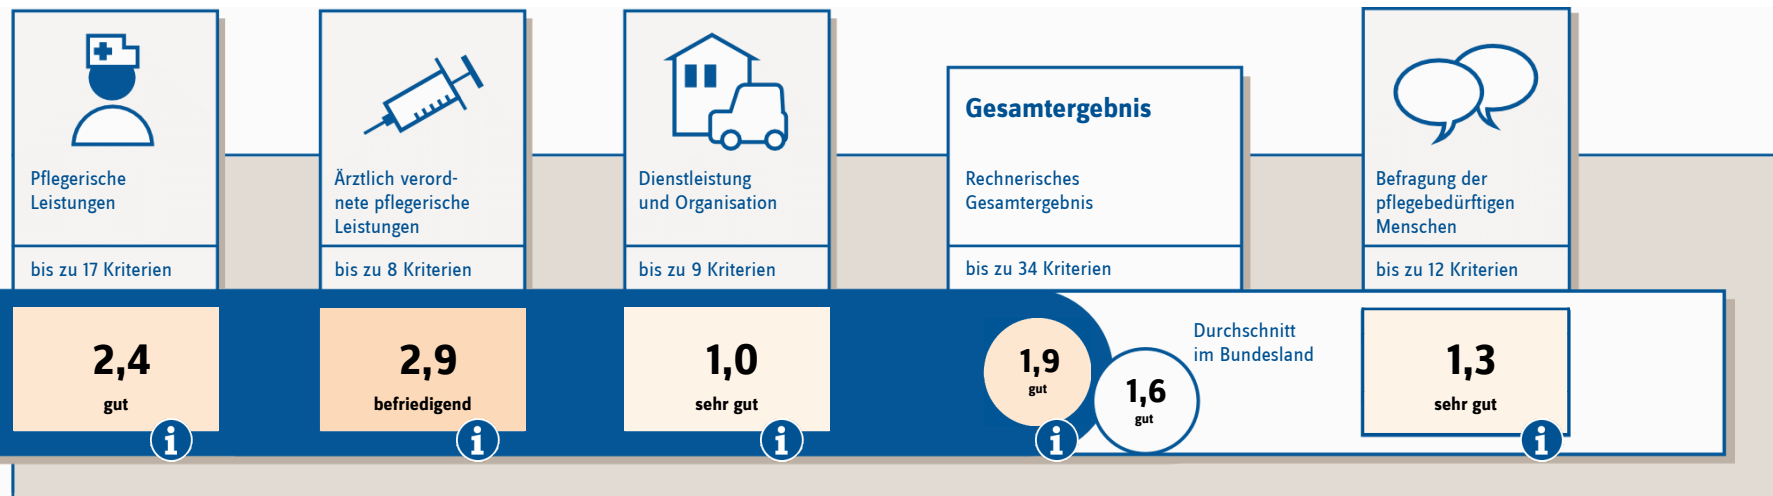 Pflegerische
Leistungen
bis zu 17 Kriterien
2,4
gut
i
Ärztlich verord-
nete pflegerische
Leistungen
bis zu 8 Kriterien
2,9
befriedigend
i
Dienstleistung
und Organisation
bis zu 9 Kriterien
1,0
sehr gut
i
Gesamtergebnis
Rechnerisches
Gesamtergebnis
bis zu 34 Kriterien
1,9
gut
i
1,6
gut
Durchschnitt
im Bundesland
Befragung der
pflegebedürftigen
Menschen
bis zu 12 Kriterien
1,3
sehr gut
i